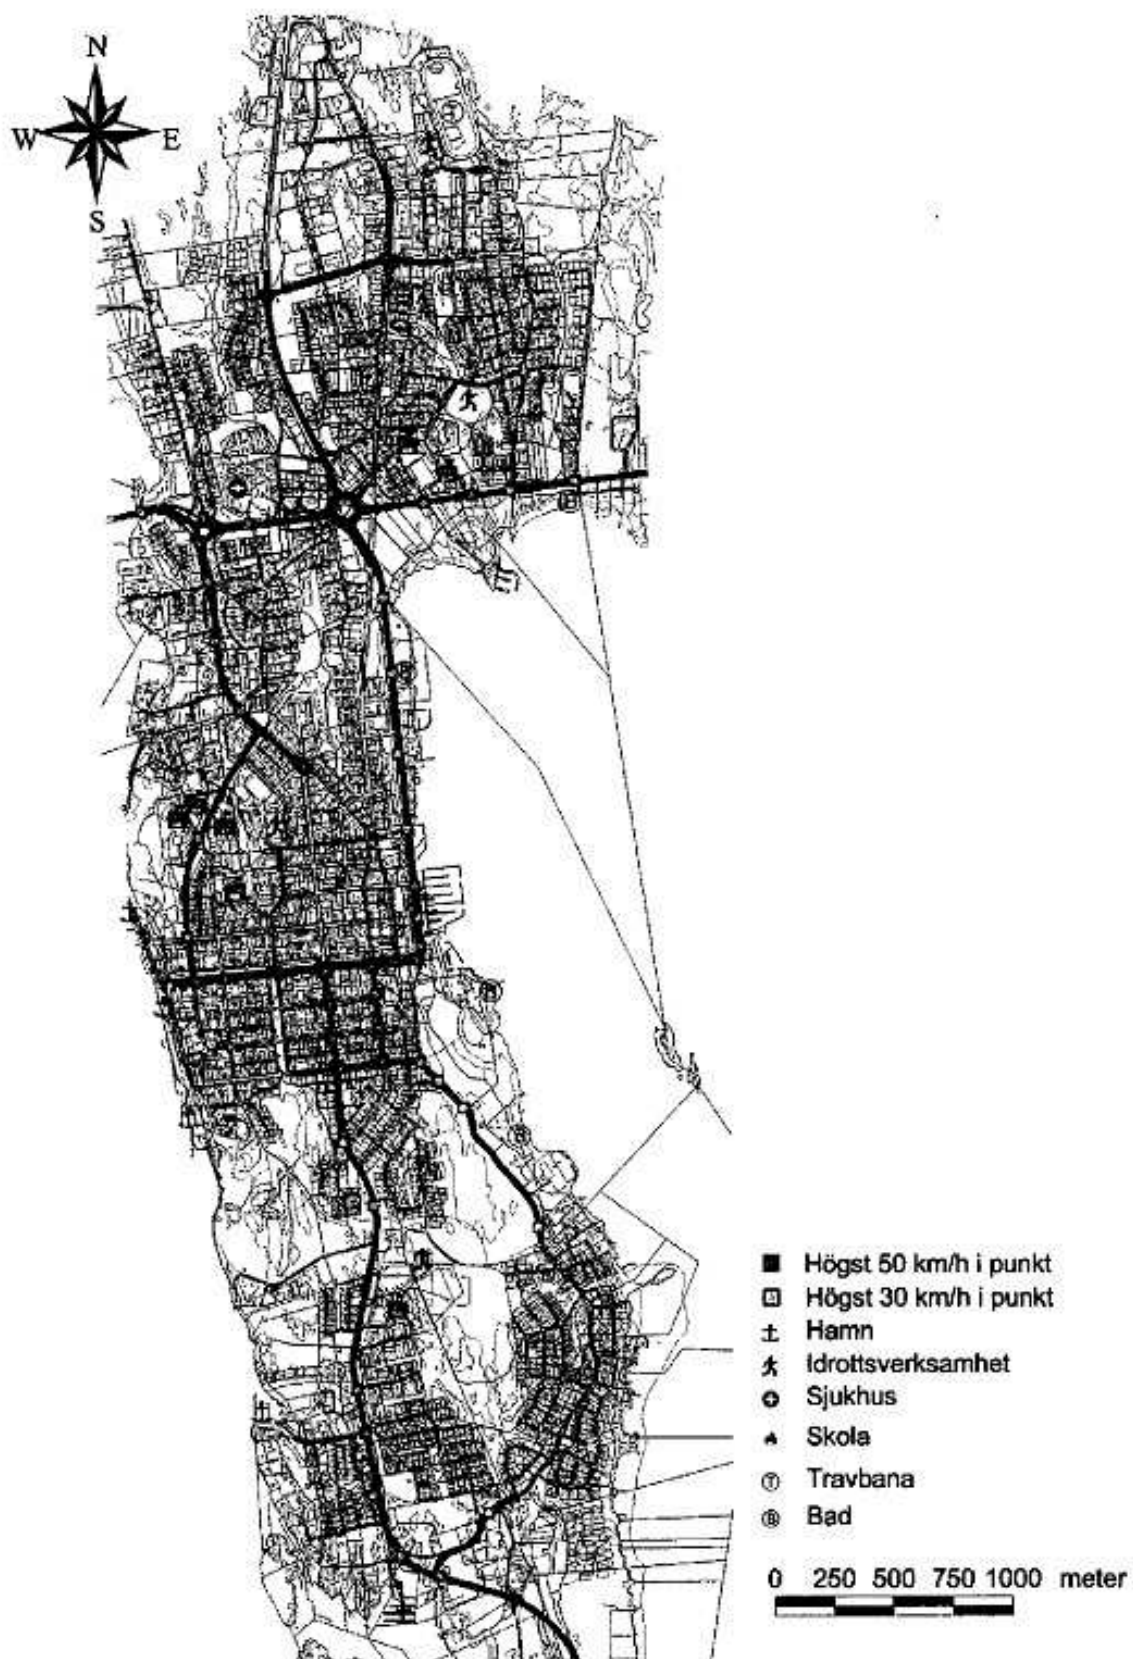 N
W E
S
Högst 50 km/h i punkt
Högst 30 km/h i punkt
Hamn
Idrottsverksamhet
Sjukhus
Skola
T Travbana
B Bad
0 250 500 750 1000 meter